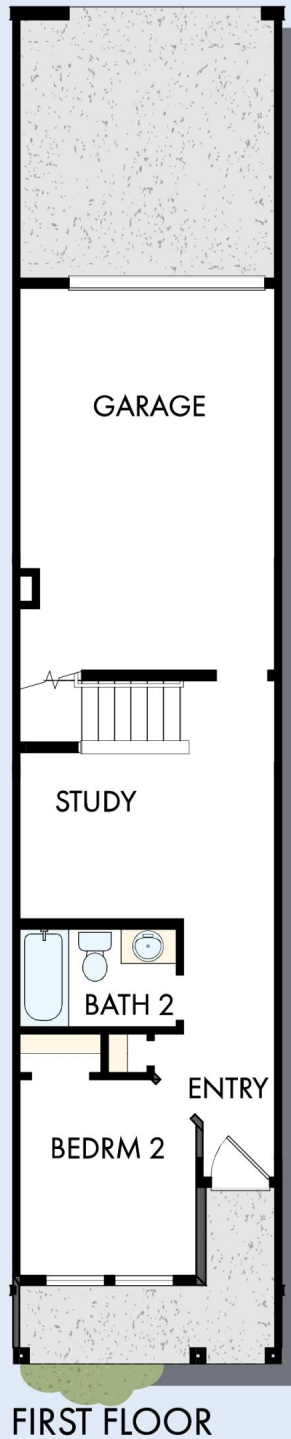 GARAGE
STUDY
BATH 2
ENTRY
BEDRM 2
FIRST FLOOR